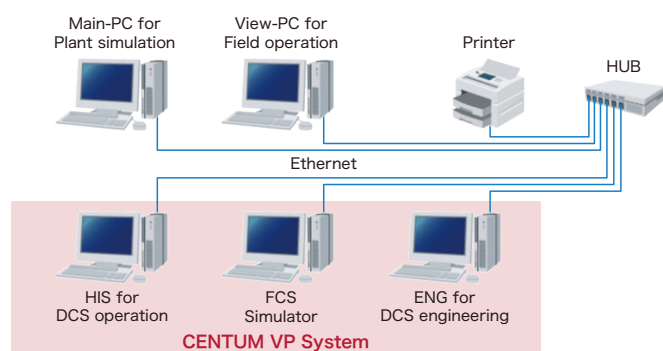 Main-PC for
Plant simulation
View-PC for
Field operation
Printer
HUB
Ethernet
HIS for
DCS operation
FCS
Simulator
ENG for
DCS engineering
CENTUM VP System